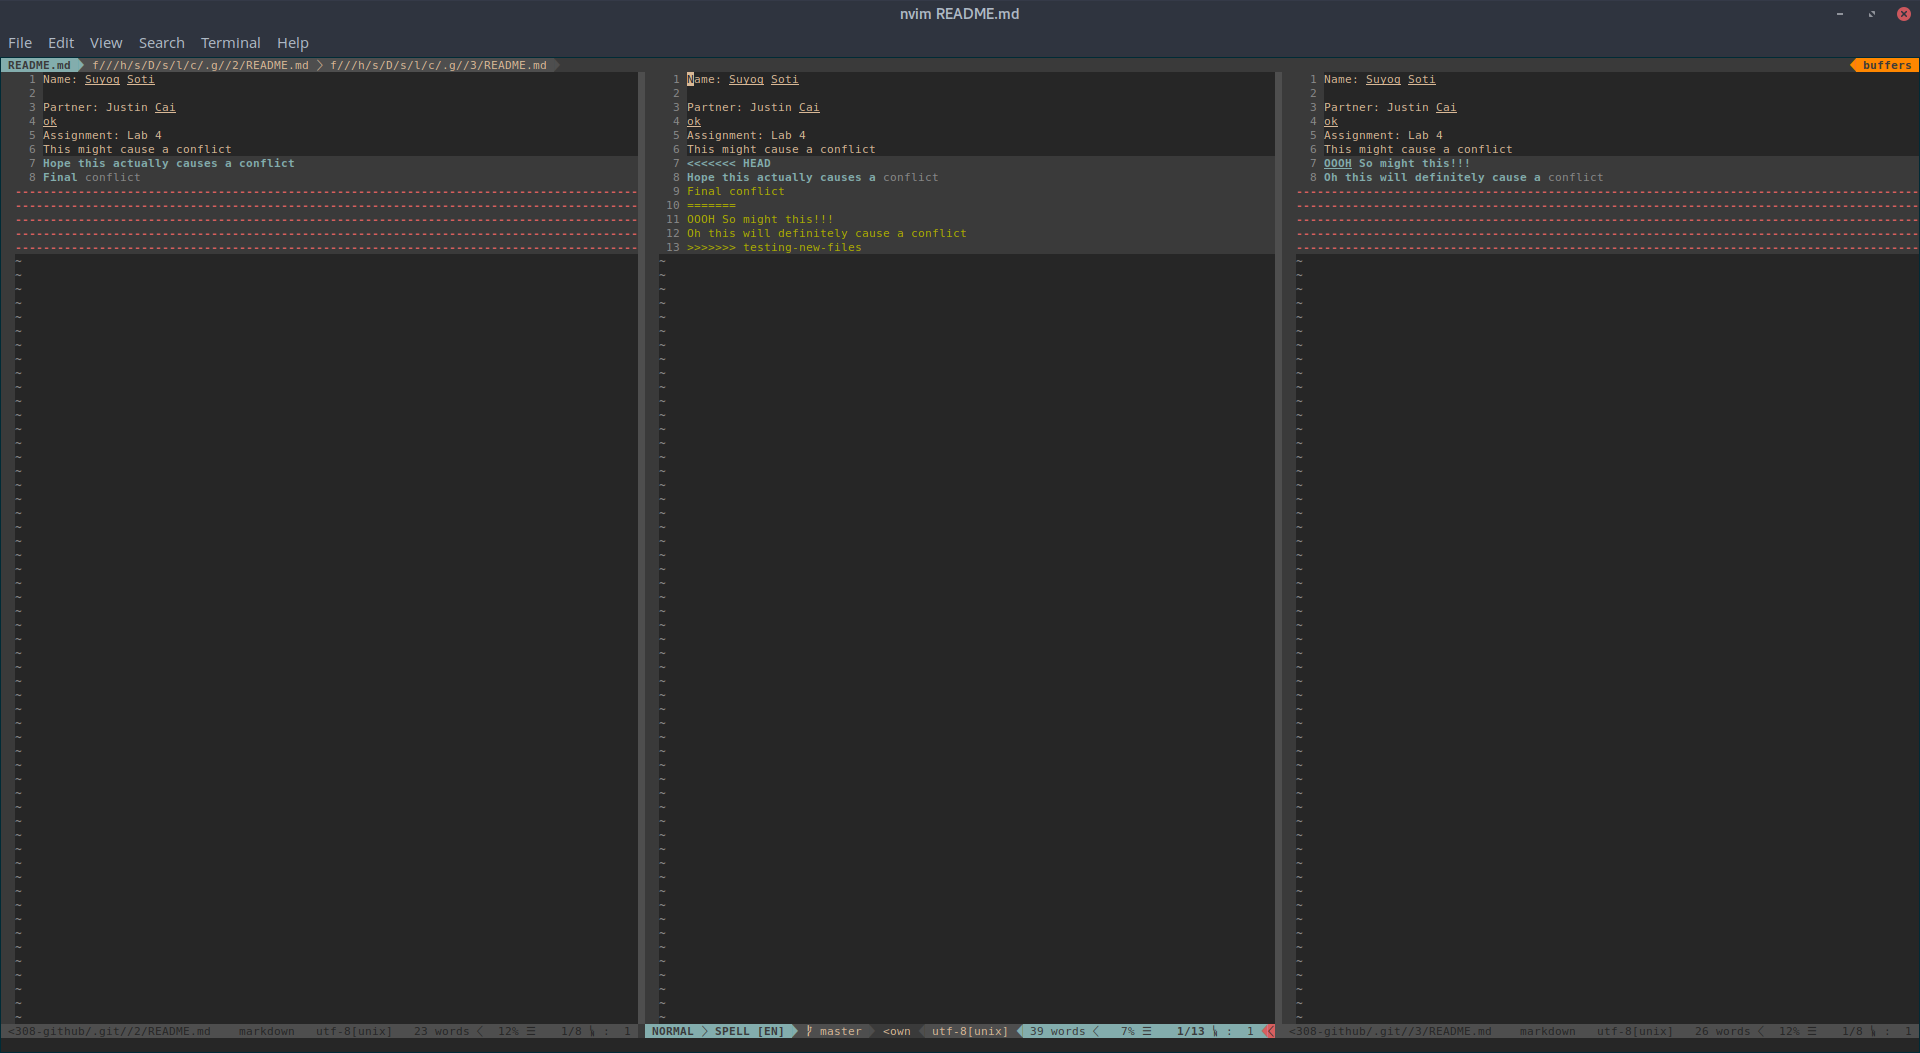 nvim README.md
File Edit View Search Terminal Help
README.md f///h/s/D/s/l/c/.g//2/README.md f///h/s/D/s/l/c/.g//3/README.md buffers
1 Name: Suyog Soti
2
3 Partner: Justin Cai
4 ok
5 Assignment: Lab 4
6 This might cause a conflict
7 Hope this actually causes a conflict
8 Final conflict
1 Name: Suyog Soti
2
3 Partner: Justin Cai
4 ok
5 Assignment: Lab 4
6 This might cause a conflict
7 <<<<<<< HEAD
8 Hope this actually causes a conflict
9 Final conflict
10 =======
11 OOOH So might this!!!
12 Oh this will definitely cause a conflict
13 >>>>>>> testing-new-files
1 Name: Suyog Soti
2
3 Partner: Justin Cai
4 ok
5 Assignment: Lab 4
6 This might cause a conflict
7 OOOH So might this!!!
8 Oh this will definitely cause a conflict
<308-github/.git//2/README.md markdown utf-8[unix] 23 words 12% ☰ 1/8 : 1
NORMAL SPELL [EN] master <own utf-8[unix] 39 words 7% ☰ 1/13 : 1
<308-github/.git//3/README.md markdown utf-8[unix] 26 words 12% ☰ 1/8 : 1